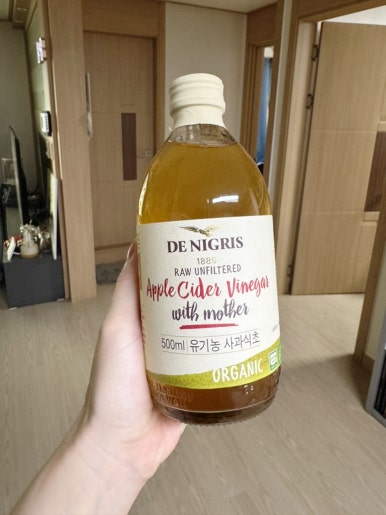 DE NIGRIS
1889
RAW UNFILTERED
Apple Cider Vinegar
with mother
500ml 유기농 사과식초
ORGANIC